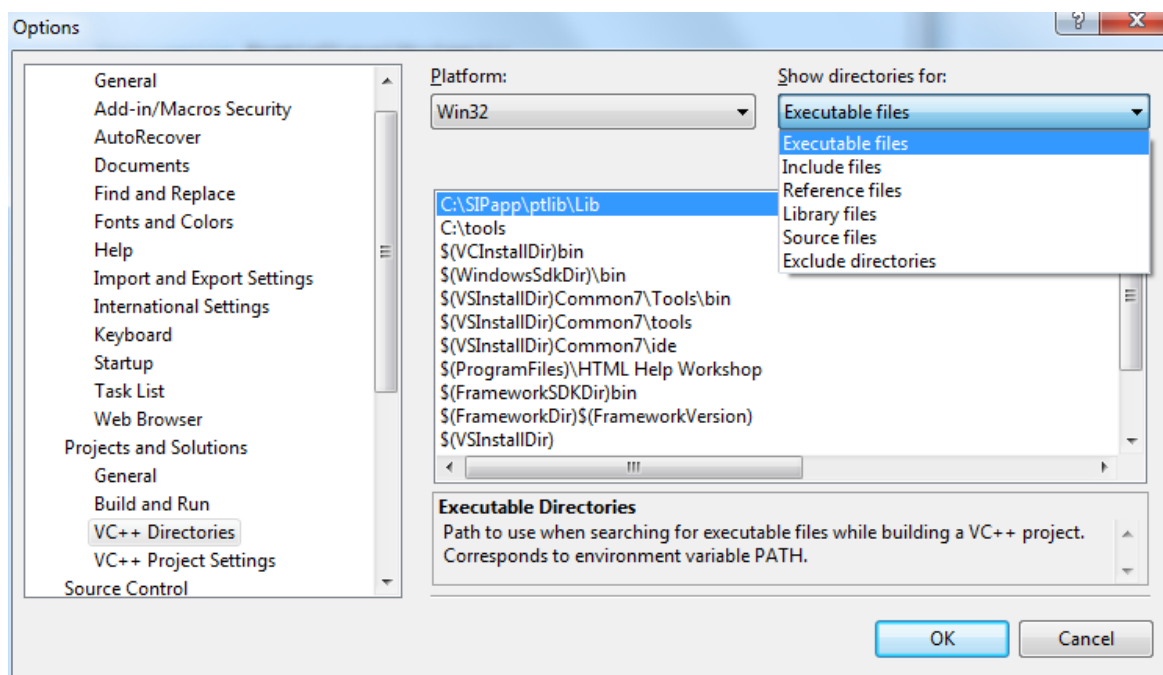 Options
General
Add-in/Macros Security
AutoRecover
Documents
Find and Replace
Fonts and Colors
Help
Import and Export Settings
International Settings
Keyboard
Startup
Task List
Web Browser
Projects and Solutions
General
Build and Run
VC++ Directories
VC++ Project Settings
Source Control
Platform:
Win32
Show directories for:
Executable files
Executable files
Include files
Reference files
Library files
Source files
Exclude directories
C:\SIPapp\ptlib\Lib
C:\tools
$(VCInstallDir)bin
$(WindowsSdkDir)\bin
$(VSInstallDir)Common7\Tools\bin
$(VSInstallDir)Common7\tools
$(VSInstallDir)Common7\ide
$(ProgramFiles)\HTML Help Workshop
$(FrameworkSDKDir)bin
$(FrameworkDir)$(FrameworkVersion)
$(VSInstallDir)
Executable Directories
Path to use when searching for executable files while building a VC++ project.
Corresponds to environment variable PATH.
OK
Cancel